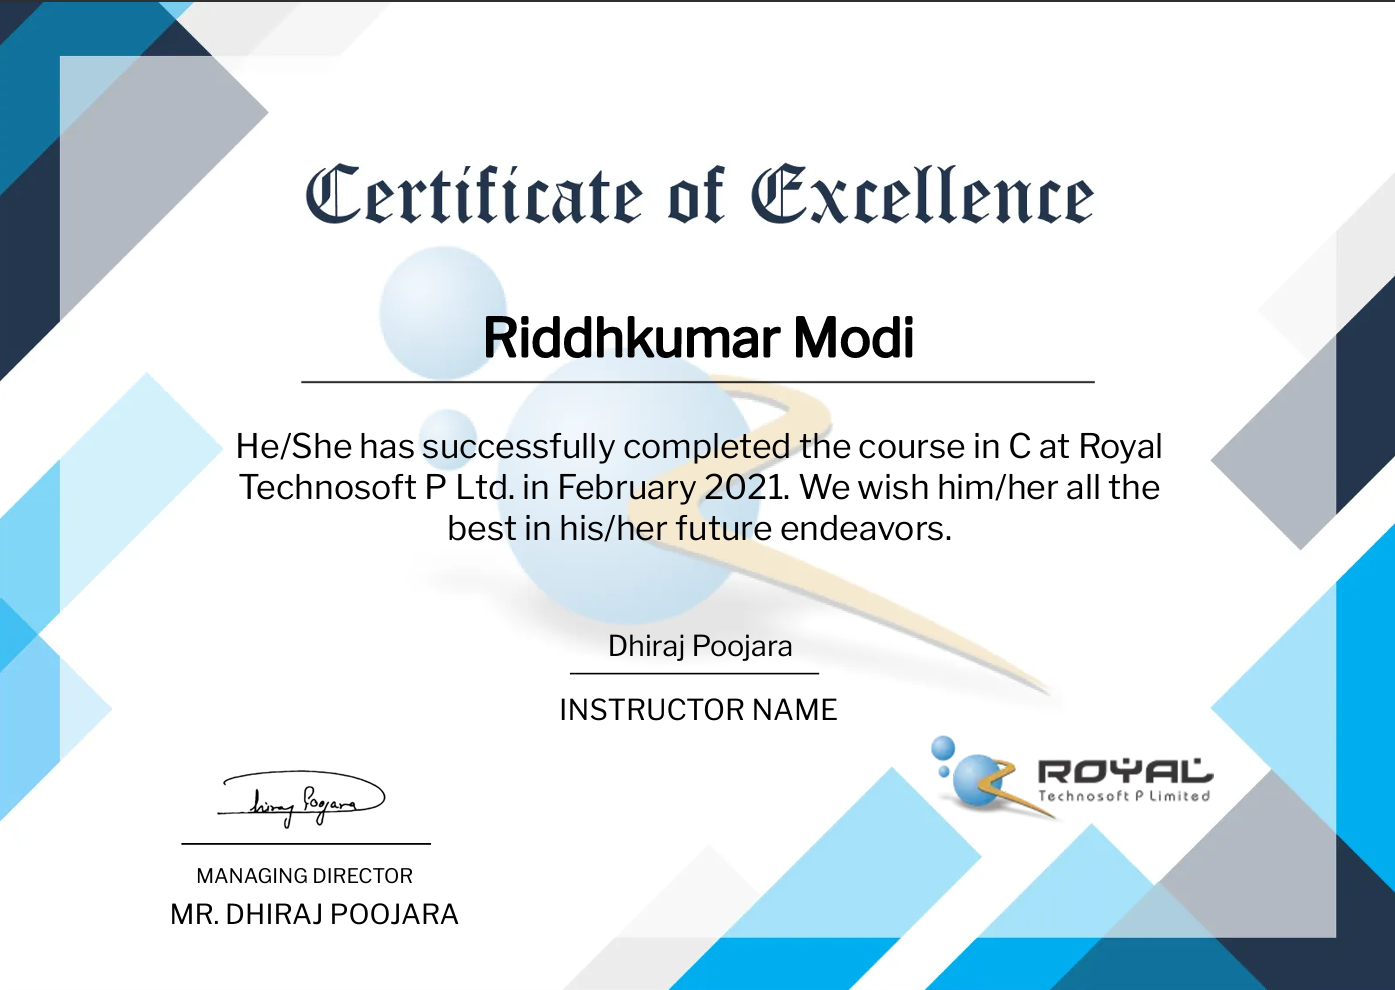 Certificate of Excellence
Riddhkumar Modi
He/She has successfully completed the course in C at Royal
Technosoft P Ltd. in February 2021. We wish him/her all the
best in his/her future endeavors.
Dhiraj Poojara
INSTRUCTOR NAME
ROYAL
Technosoft P Limited
Dhiraj Poojara
MANAGING DIRECTOR
MR. DHIRAJ POOJARA